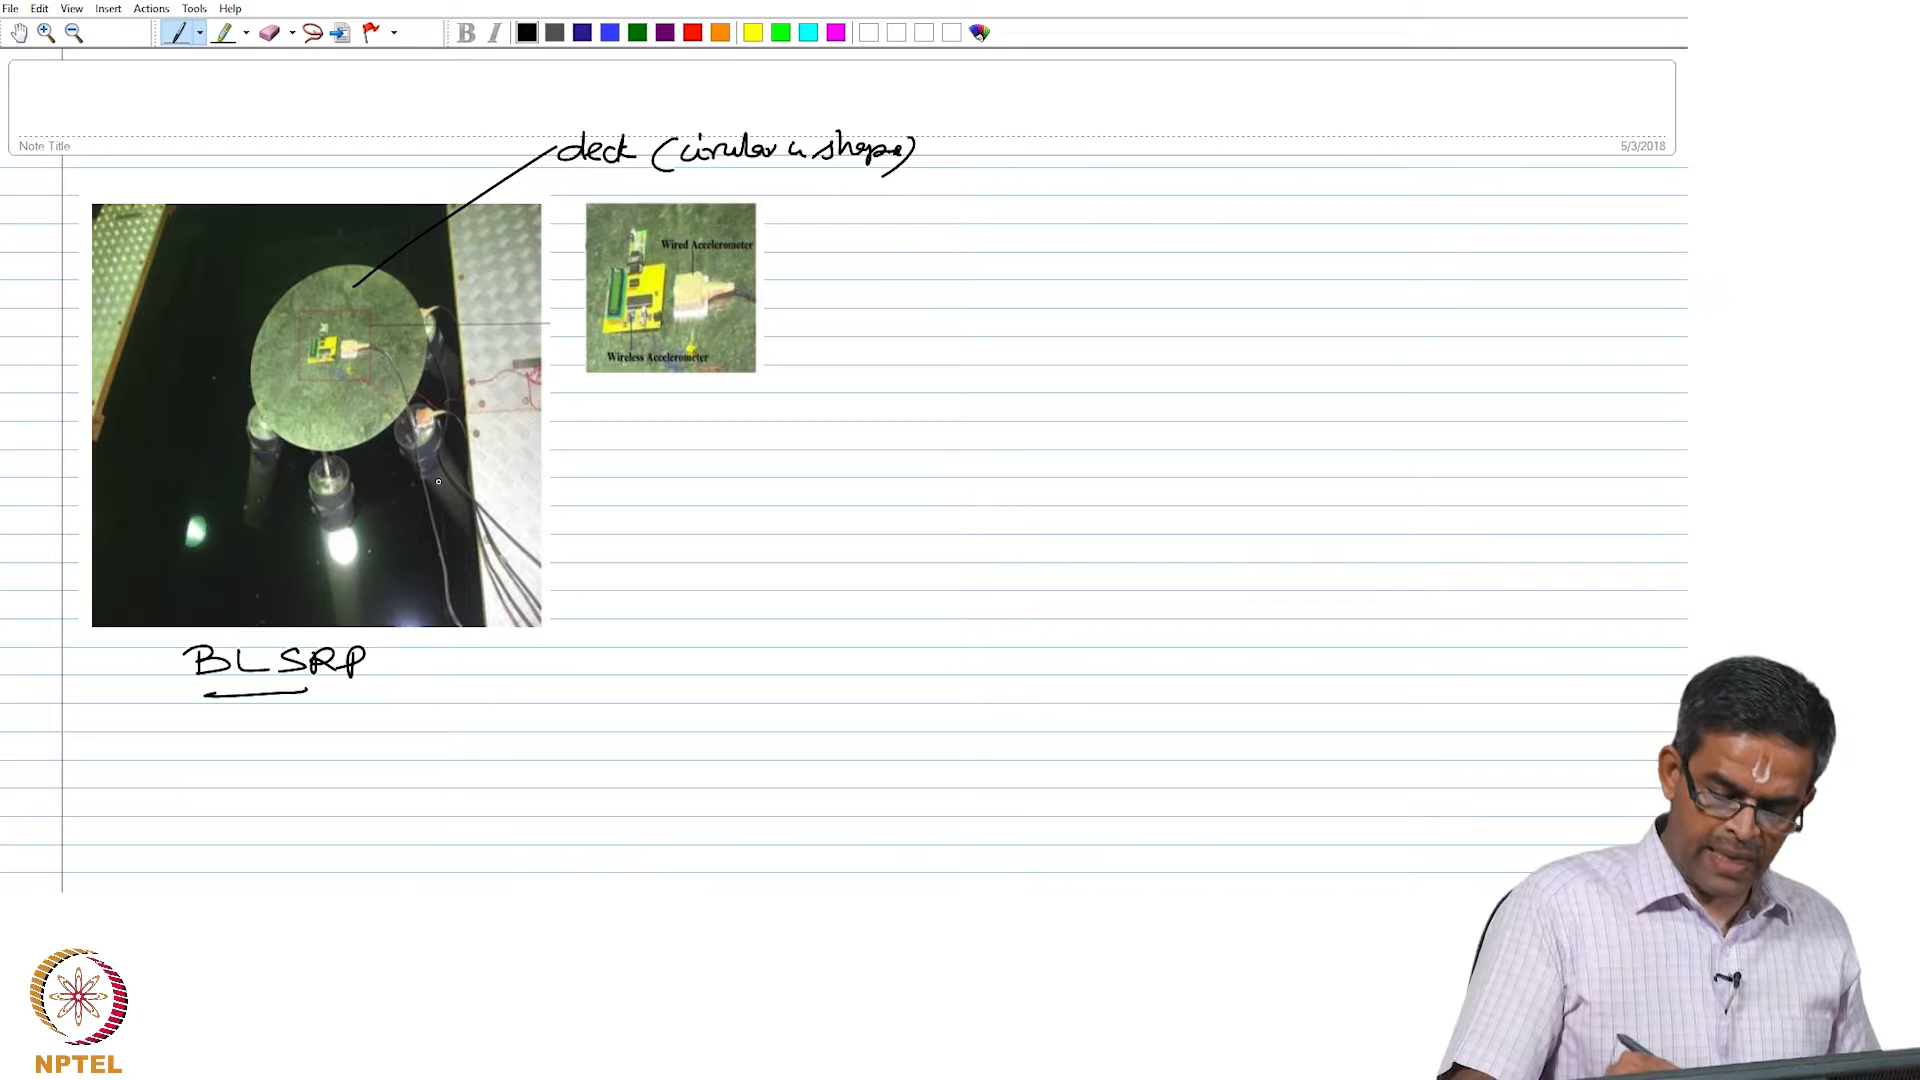 File Edit View Insert Actions Tools Help
B I
Note Title
5/3/2018
deck (circular in shape)
Wired Accelerometer
Wireless Accelerometer
BLSRP
NPTEL